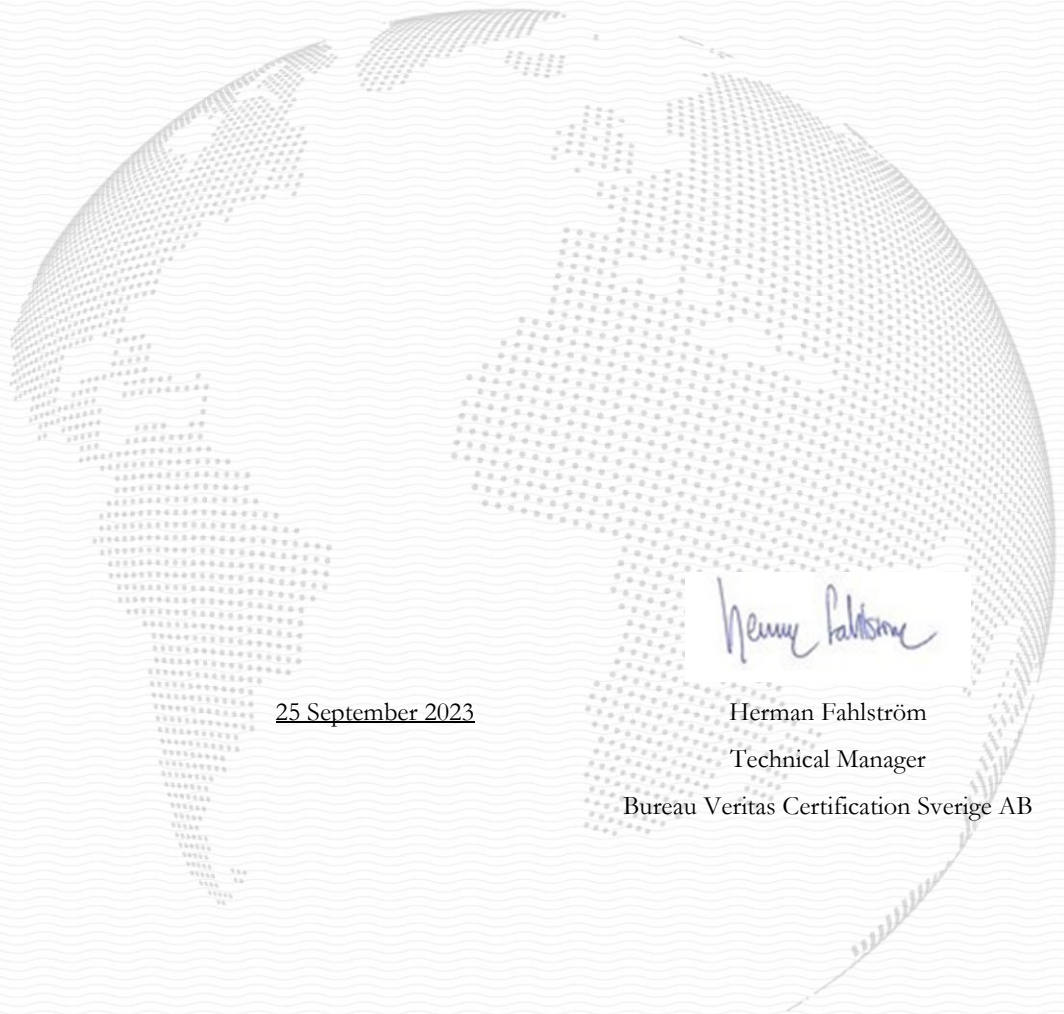 25 September 2023
Herman Fahlström
Technical Manager
Bureau Veritas Certification Sverige AB